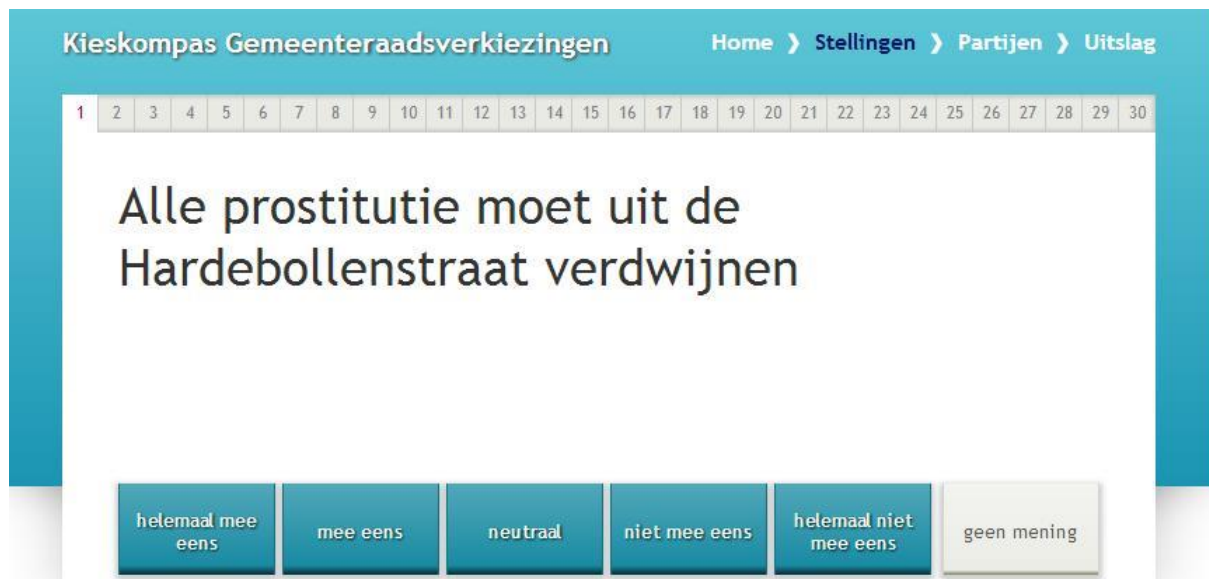 Kieskompas Gemeenteraadsverkiezingen
Home ❯ Stellingen ❯ Partijen ❯ Uitslag
1 2 3 4 5 6 7 8 9 10 11 12 13 14 15 16 17 18 19 20 21 22 23 24 25 26 27 28 29 30
Alle prostitutie moet uit de
Hardebollenstraat verdwijnen
helemaal mee
eens
mee eens
neutraal
niet mee eens
helemaal niet
mee eens
geen mening